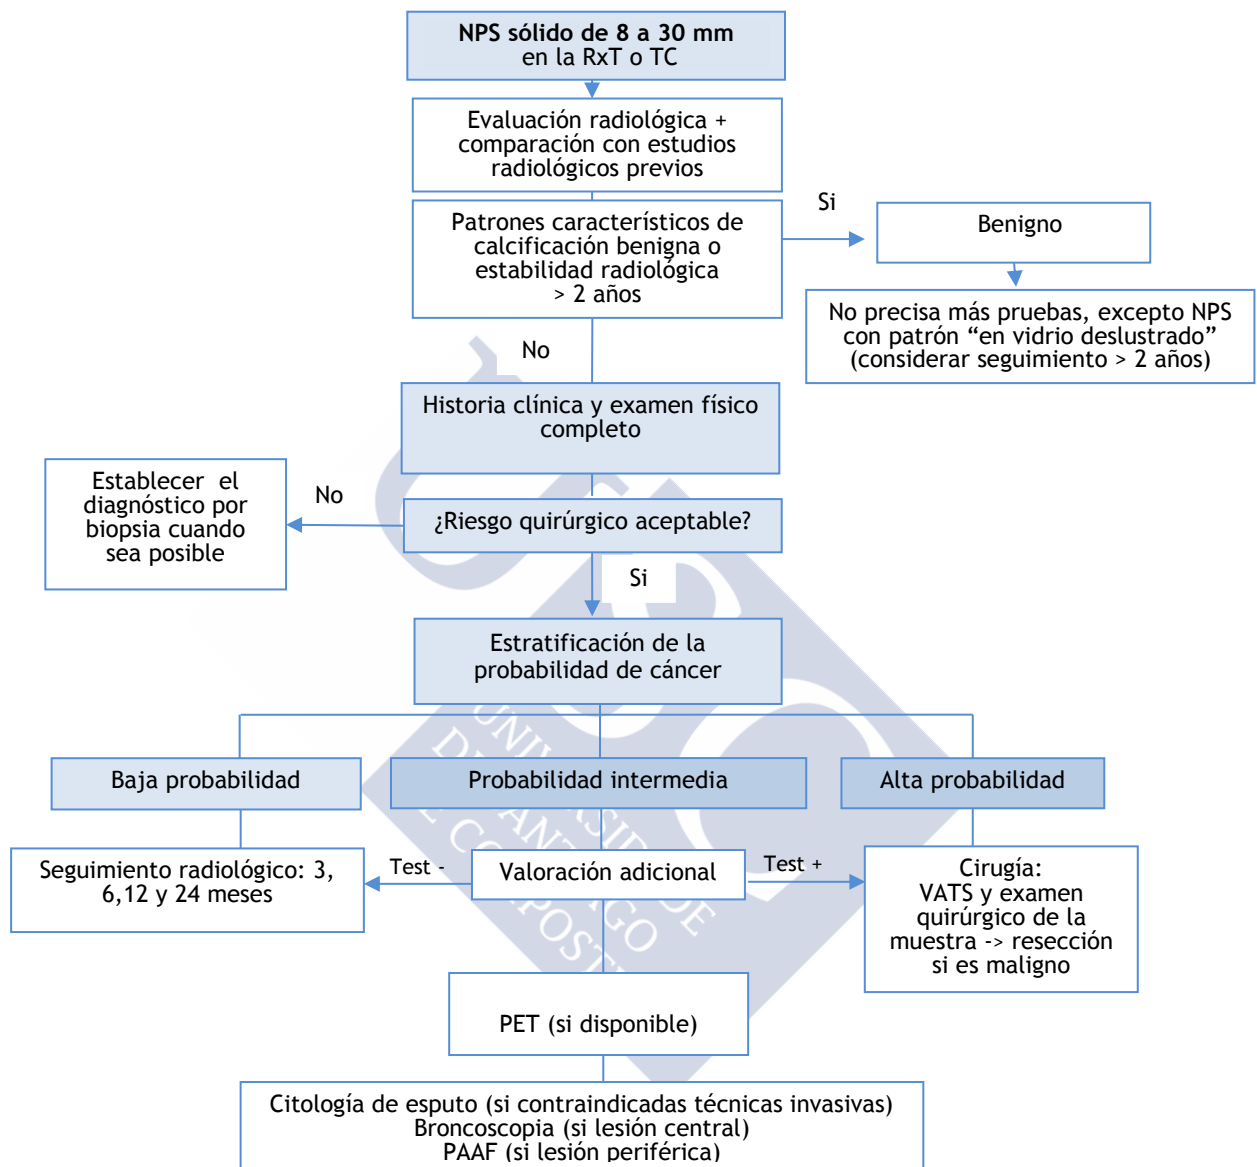 NPS sólido de 8 a 30 mm
en la RxT o TC
Evaluación radiológica +
comparación con estudios
radiológicos previos
Patrones característicos de
calcificación benigna o
estabilidad radiológica
> 2 años
Si
Benigno
No precisa más pruebas, excepto NPS
con patrón “en vidrio deslustrado”
(considerar seguimiento > 2 años)
No
Historia clínica y examen físico
completo
Establecer el
diagnóstico por
biopsia cuando
sea posible
No
¿Riesgo quirúrgico aceptable?
Si
Estratificación de la
probabilidad de cáncer
Baja probabilidad
Probabilidad intermedia
Alta probabilidad
Seguimiento radiológico: 3,
6,12 y 24 meses
Test -
Valoración adicional
Test +
Cirugía:
VATS y examen
quirúrgico de la
muestra -> resección
si es maligno
PET (si disponible)
Citología de esputo (si contraindicadas técnicas invasivas)
Broncoscopia (si lesión central)
PAAF (si lesión periférica)